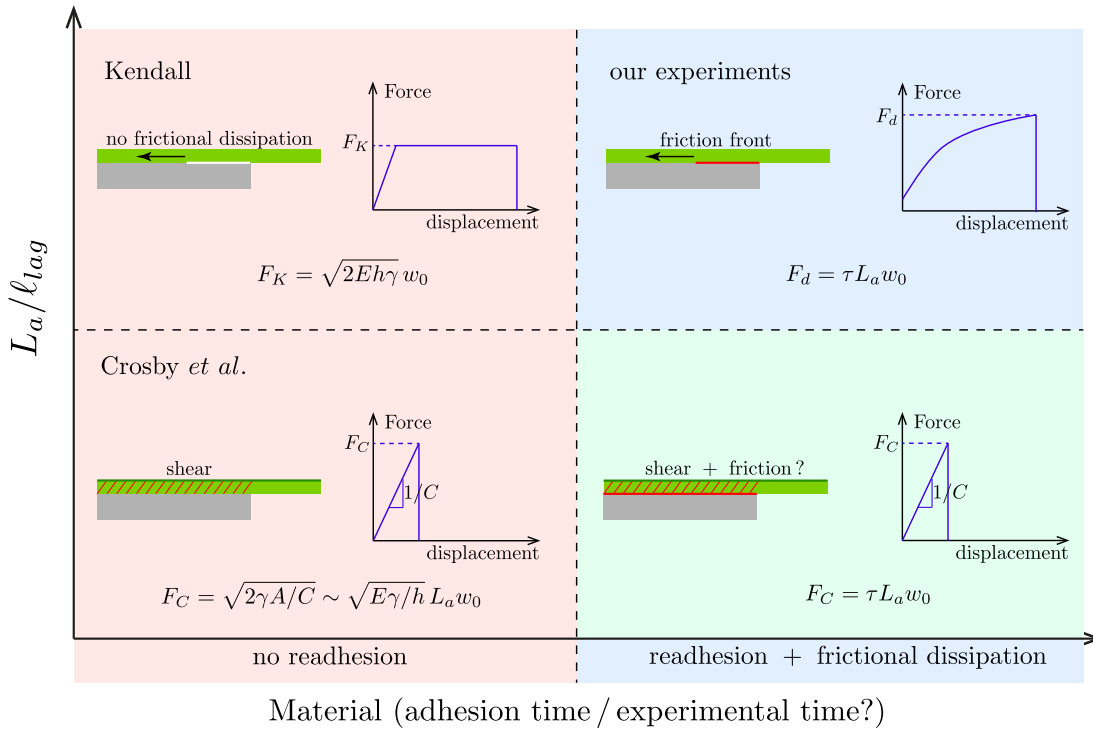 Kendall
Force
no frictional dissipation
F_K
displacement
F_K = √2Ehγ w_0
our experiments
Force
F_d
friction front
displacement
F_d = τL_a w_0
L_a/ℓ_lag
Crosby et al.
Force
F_C
shear
1/C
displacement
F_C = √2γA/C ∼ √Eγ/h L_a w_0
Force
F_C
shear + friction ?
1/C
displacement
F_C = τL_a w_0
no readhesion
readhesion + frictional dissipation
Material (adhesion time / experimental time?)